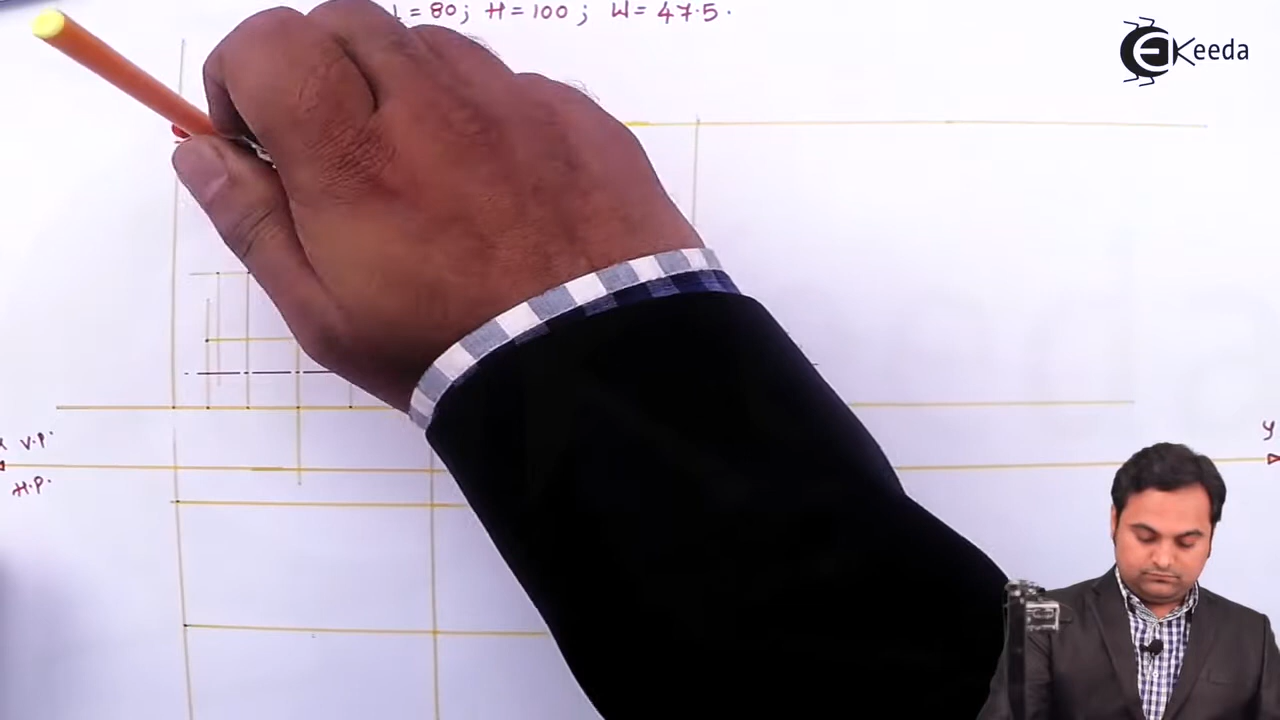 L = 80; H = 100; W = 47.5.
Keeda
V.P.
Y
H.P.